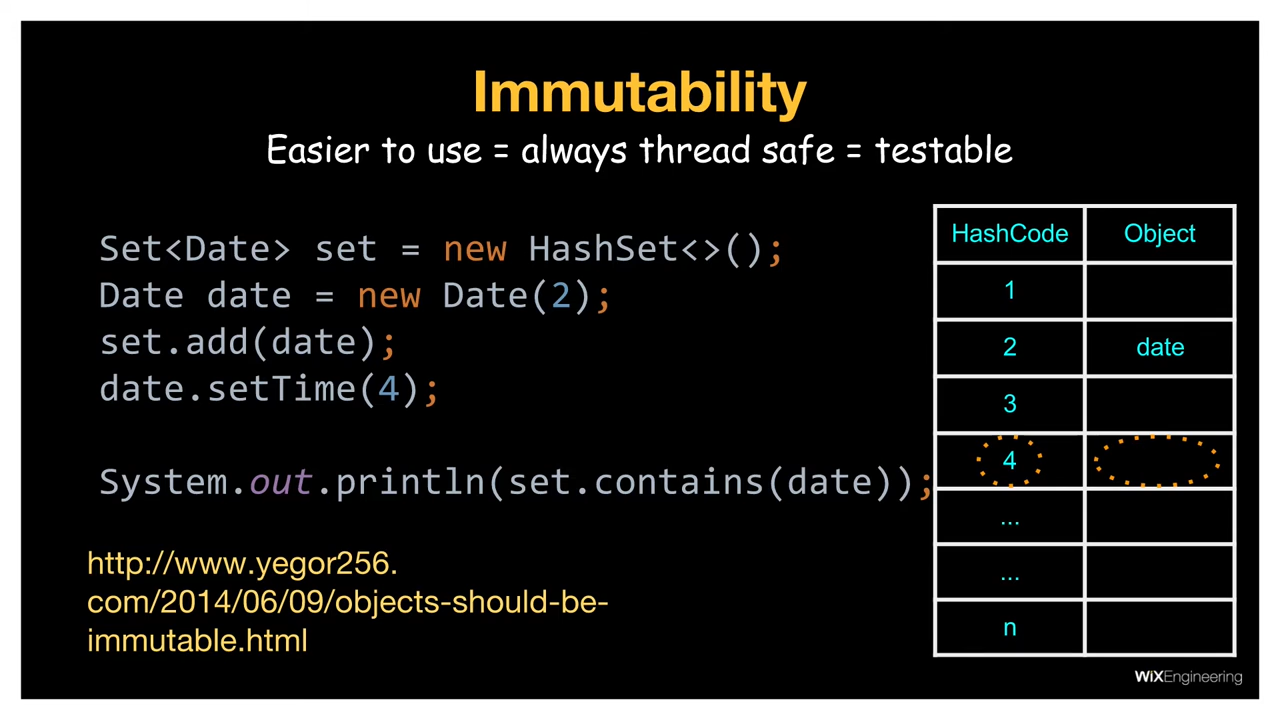 Immutability
Easier to use = always thread safe = testable
Set<Date> set = new HashSet<>();
Date date = new Date(2);
set.add(date);
date.setTime(4);
System.out.println(set.contains(date));
http://www.yegor256.
com/2014/06/09/objects-should-be-
immutable.html
HashCode Object
1
2 date
3
4
...
...
n
WiXEngineering